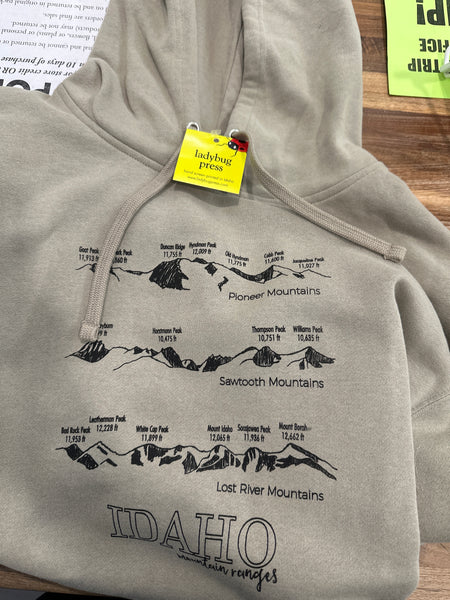 TRIP
FICE
P!
ladybug
press
Goat Peak
11,913 ft
Peak
Duncan Ridge
11,755 ft
Hyndman Peak
12,009 ft
Old Hyndman
11,775 ft
Cobb Peak
11,650 ft
Jacqueline Peak
11,027 ft
Pioneer Mountains
Horstmann Peak
10,475 ft
Thompson Peak
10,751 ft
Williams Peak
10,635 ft
Sawtooth Mountains
Bad Rock Peak
11,953 ft
Leatherman Peak
12,228 ft
White Cap Peak
11,899 ft
Mount Idaho
12,065 ft
Sacajawea Peak
11,936 ft
Mount Borah
12,662 ft
Lost River Mountains
IDAHO
mountain ranges